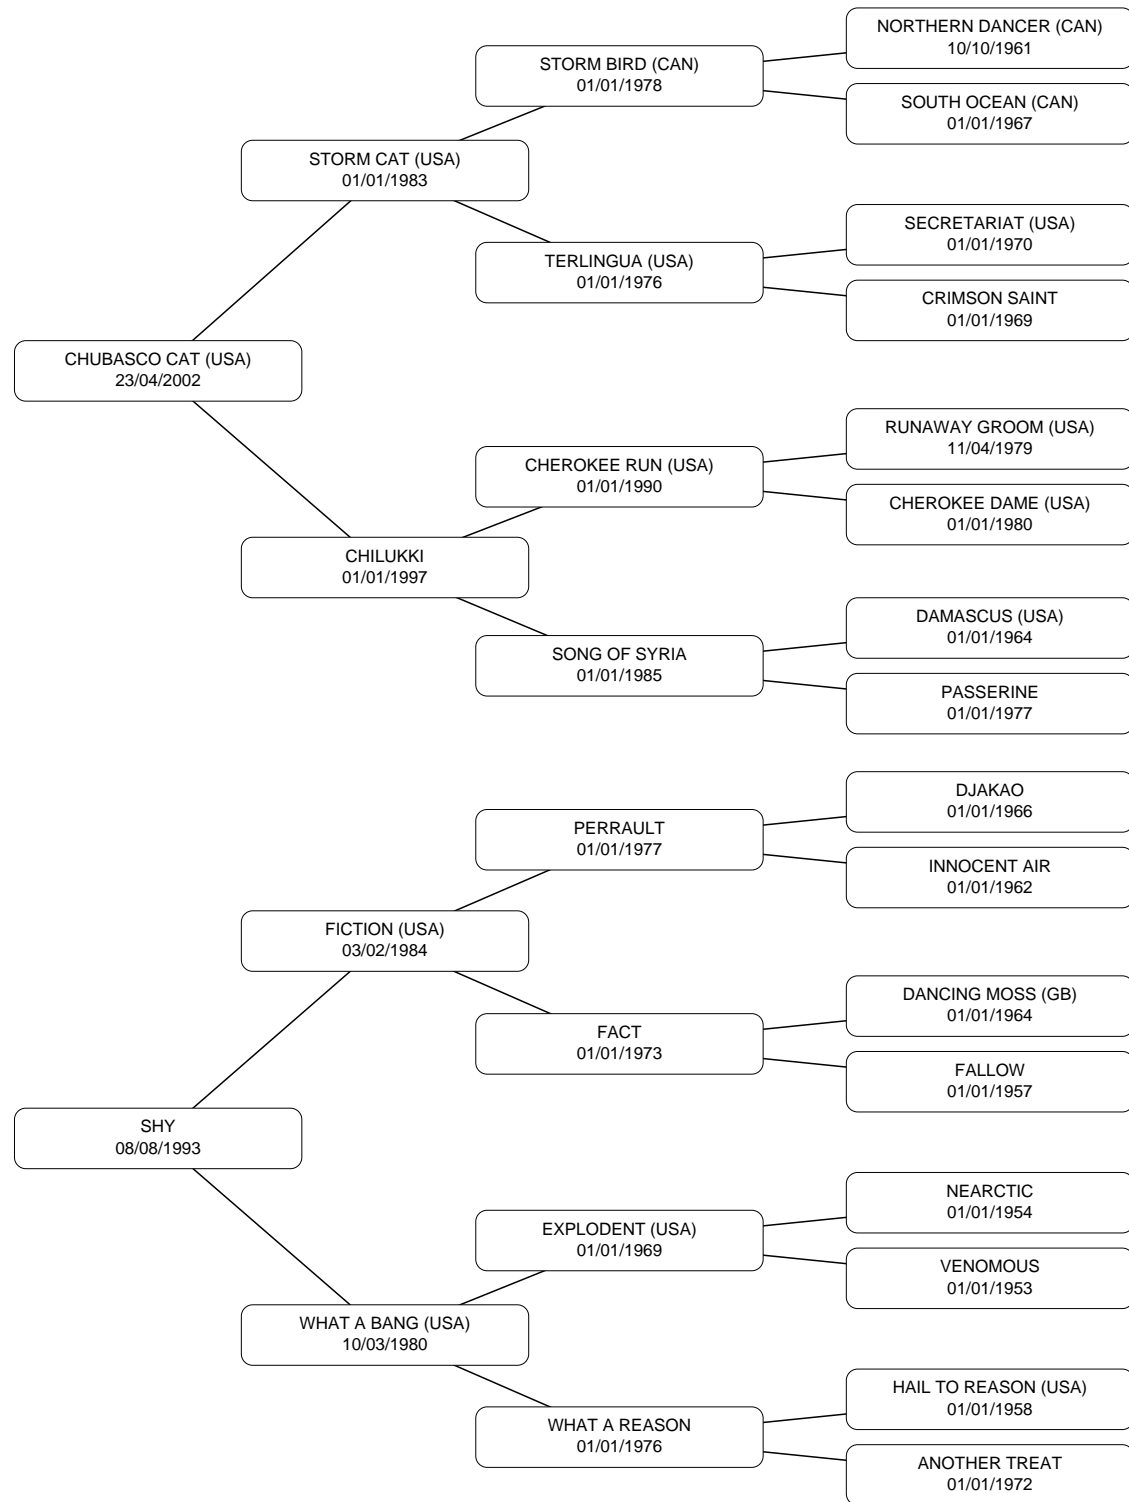 NORTHERN DANCER (CAN)
10/10/1961
STORM BIRD (CAN)
01/01/1978
SOUTH OCEAN (CAN)
01/01/1967
STORM CAT (USA)
01/01/1983
SECRETARIAT (USA)
01/01/1970
TERLINGUA (USA)
01/01/1976
CRIMSON SAINT
01/01/1969
CHUBASCO CAT (USA)
23/04/2002
RUNAWAY GROOM (USA)
11/04/1979
CHEROKEE RUN (USA)
01/01/1990
CHEROKEE DAME (USA)
01/01/1980
CHILUKKI
01/01/1997
DAMASCUS (USA)
01/01/1964
SONG OF SYRIA
01/01/1985
PASSERINE
01/01/1977
DJAKAO
01/01/1966
PERRAULT
01/01/1977
INNOCENT AIR
01/01/1962
FICTION (USA)
03/02/1984
DANCING MOSS (GB)
01/01/1964
FACT
01/01/1973
FALLOW
01/01/1957
SHY
08/08/1993
NEARCTIC
01/01/1954
EXPLODENT (USA)
01/01/1969
VENOMOUS
01/01/1953
WHAT A BANG (USA)
10/03/1980
HAIL TO REASON (USA)
01/01/1958
WHAT A REASON
01/01/1976
ANOTHER TREAT
01/01/1972